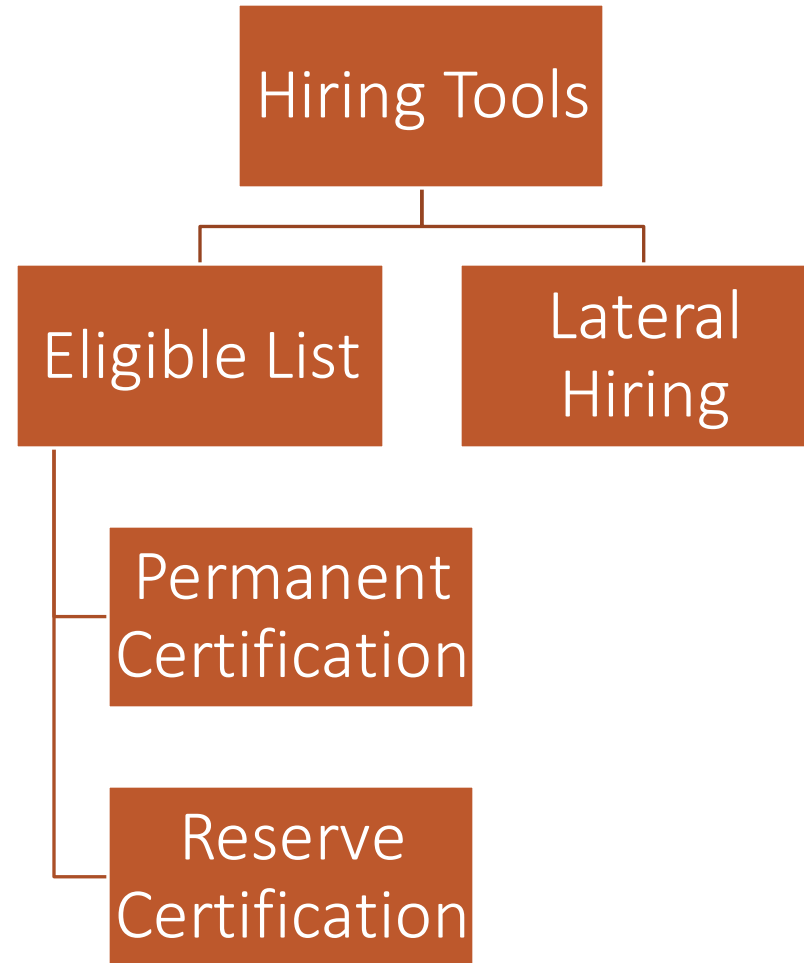 Hiring Tools
Eligible List
Lateral
Hiring
Permanent
Certification
Reserve
Certification